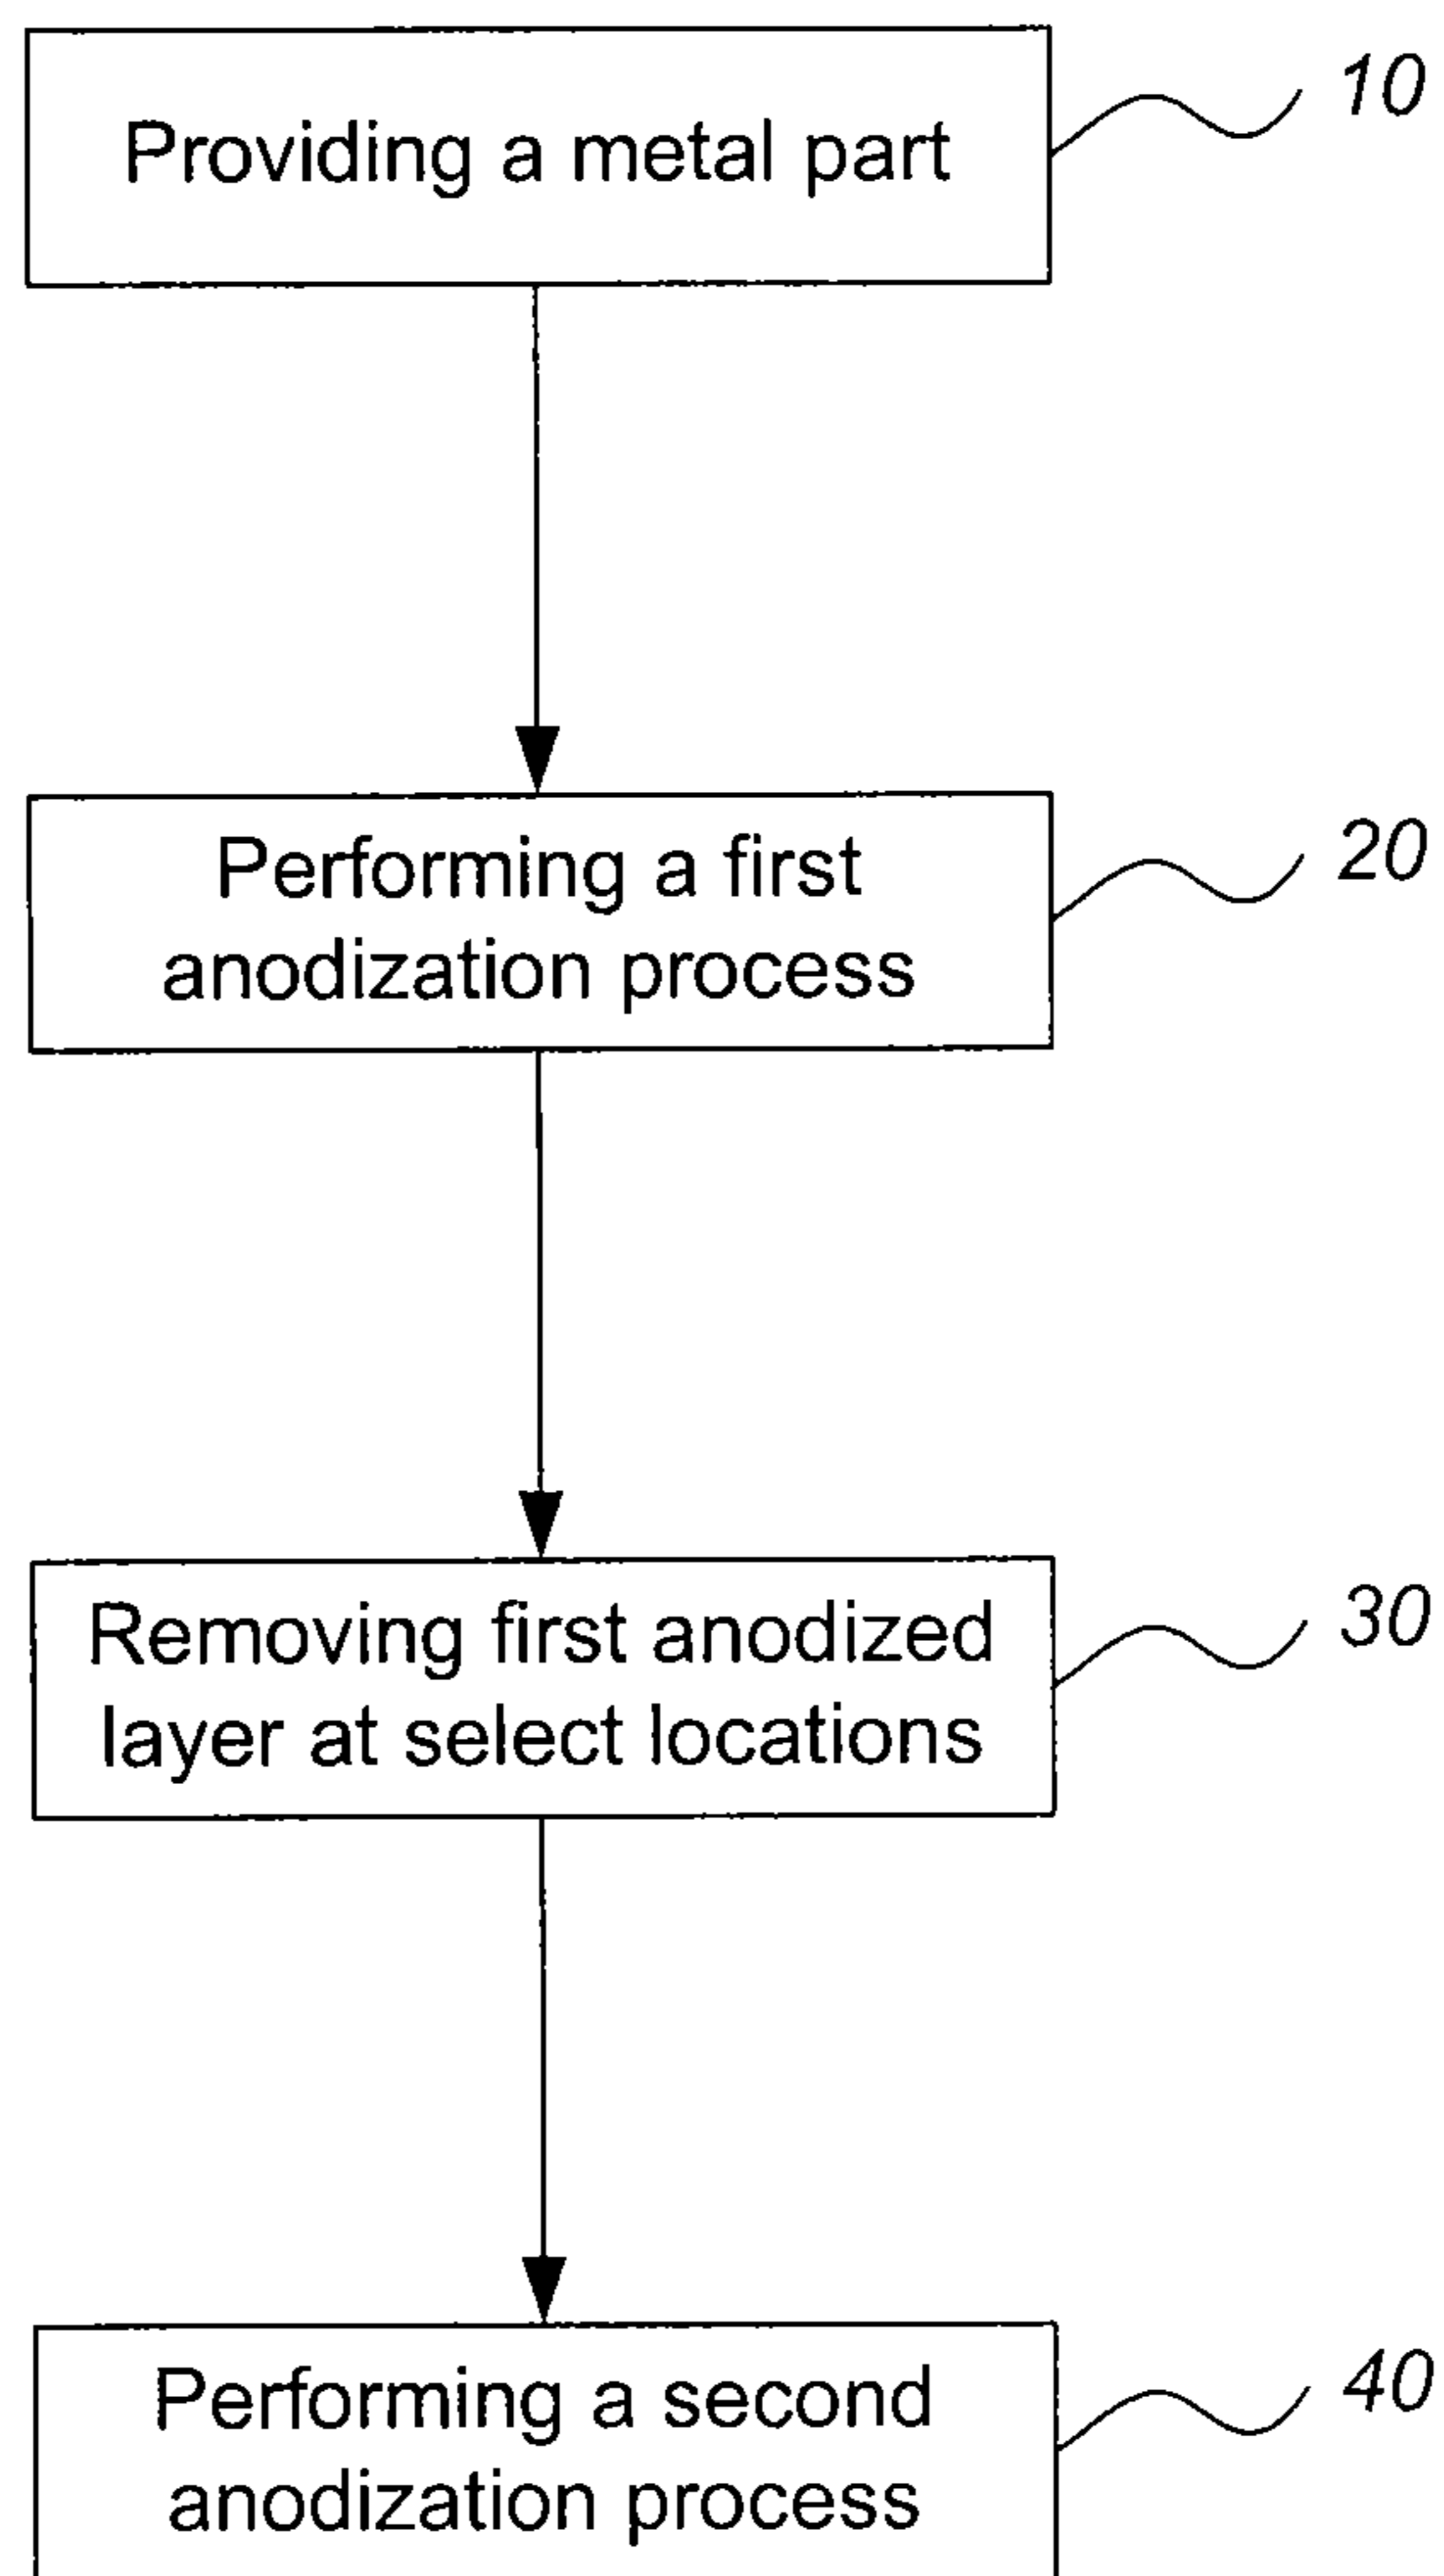 Providing a metal part
10
Performing a first
anodization process
20
Removing first anodized
layer at select locations
30
Performing a second
anodization process
40